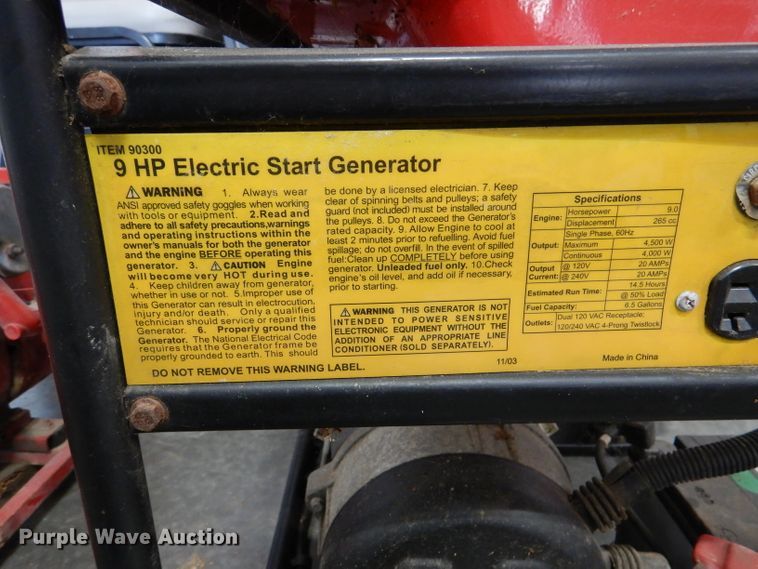 ITEM 90300
9 HP Electric Start Generator
WARNING 1. Always wear
ANSI approved safety goggles when working
with tools or equipment. 2.Read and
adhere to all safety precautions,warnings
and operating instructions within the
owner's manuals for both the generator
and the engine BEFORE operating this
generator. 3. CAUTION Engine
will become very HOT during use.
4. Keep children away from generator,
whether in use or not. 5.Improper use of
this Generator can result in electrocution,
injury and/or death. Only a qualified
technician should service or repair this
Generator. 6. Properly ground the
Generator. The National Electrical Code
requires that the Generator frame be
properly grounded to earth. This should
be done by a licensed electrician. 7. Keep
clear of spinning belts and pulleys; a safety
guard (not included) must be installed around
the pulleys. 8. Do not exceed the Generator's
rated capacity. 9. Allow Engine to cool at
least 2 minutes prior to refuelling. Avoid fuel
spillage; do not overfill. In the event of spilled
fuel:Clean up COMPLETELY before using
generator. Unleaded fuel only. 10.Check
engine's oil level, and add oil if necessary,
prior to starting.
WARNING THIS GENERATOR IS NOT
INTENDED TO POWER SENSITIVE
ELECTRONIC EQUIPMENT WITHOUT THE
ADDITION OF AN APPROPRIATE LINE
CONDITIONER (SOLD SEPARATELY).
DO NOT REMOVE THIS WARNING LABEL.
11/03
Specifications
Engine: Horsepower 9.0
Displacement 265 cc
Output: Single Phase, 60Hz
Maximum 4,500 W
Continuous 4,000 W
Output Current: @ 120V 20 AMPs
@ 240V 20 AMPs
Estimated Run Time: 14.5 Hours
@ 50% Load
Fuel Capacity: 6.5 Gallons
Outlets: Dual 120 VAC Receptacle;
120/240 VAC 4-Prong Twistlock
Made in China
Purple Wave Auction